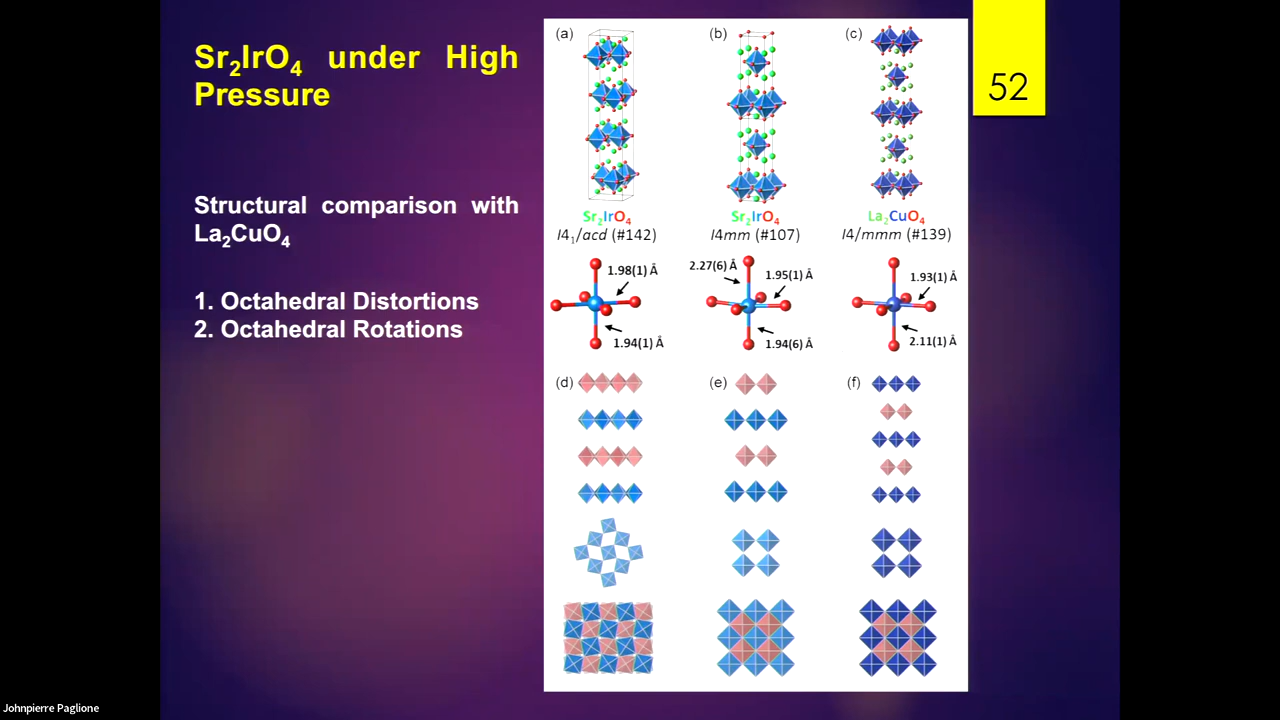 Sr₂IrO₄ under High
Pressure
52
Structural comparison with
La₂CuO₄
1. Octahedral Distortions
2. Octahedral Rotations
(a)
(b)
(c)
Sr₂IrO₄
I4₁/acd (#142)
Sr₂IrO₄
I4mm (#107)
La₂CuO₄
I4/mmm (#139)
1.98(1) Å
1.94(1) Å
2.27(6) Å
1.95(1) Å
1.94(6) Å
1.93(1) Å
2.11(1) Å
(d)
(e)
(f)
Johnpierre Paglione